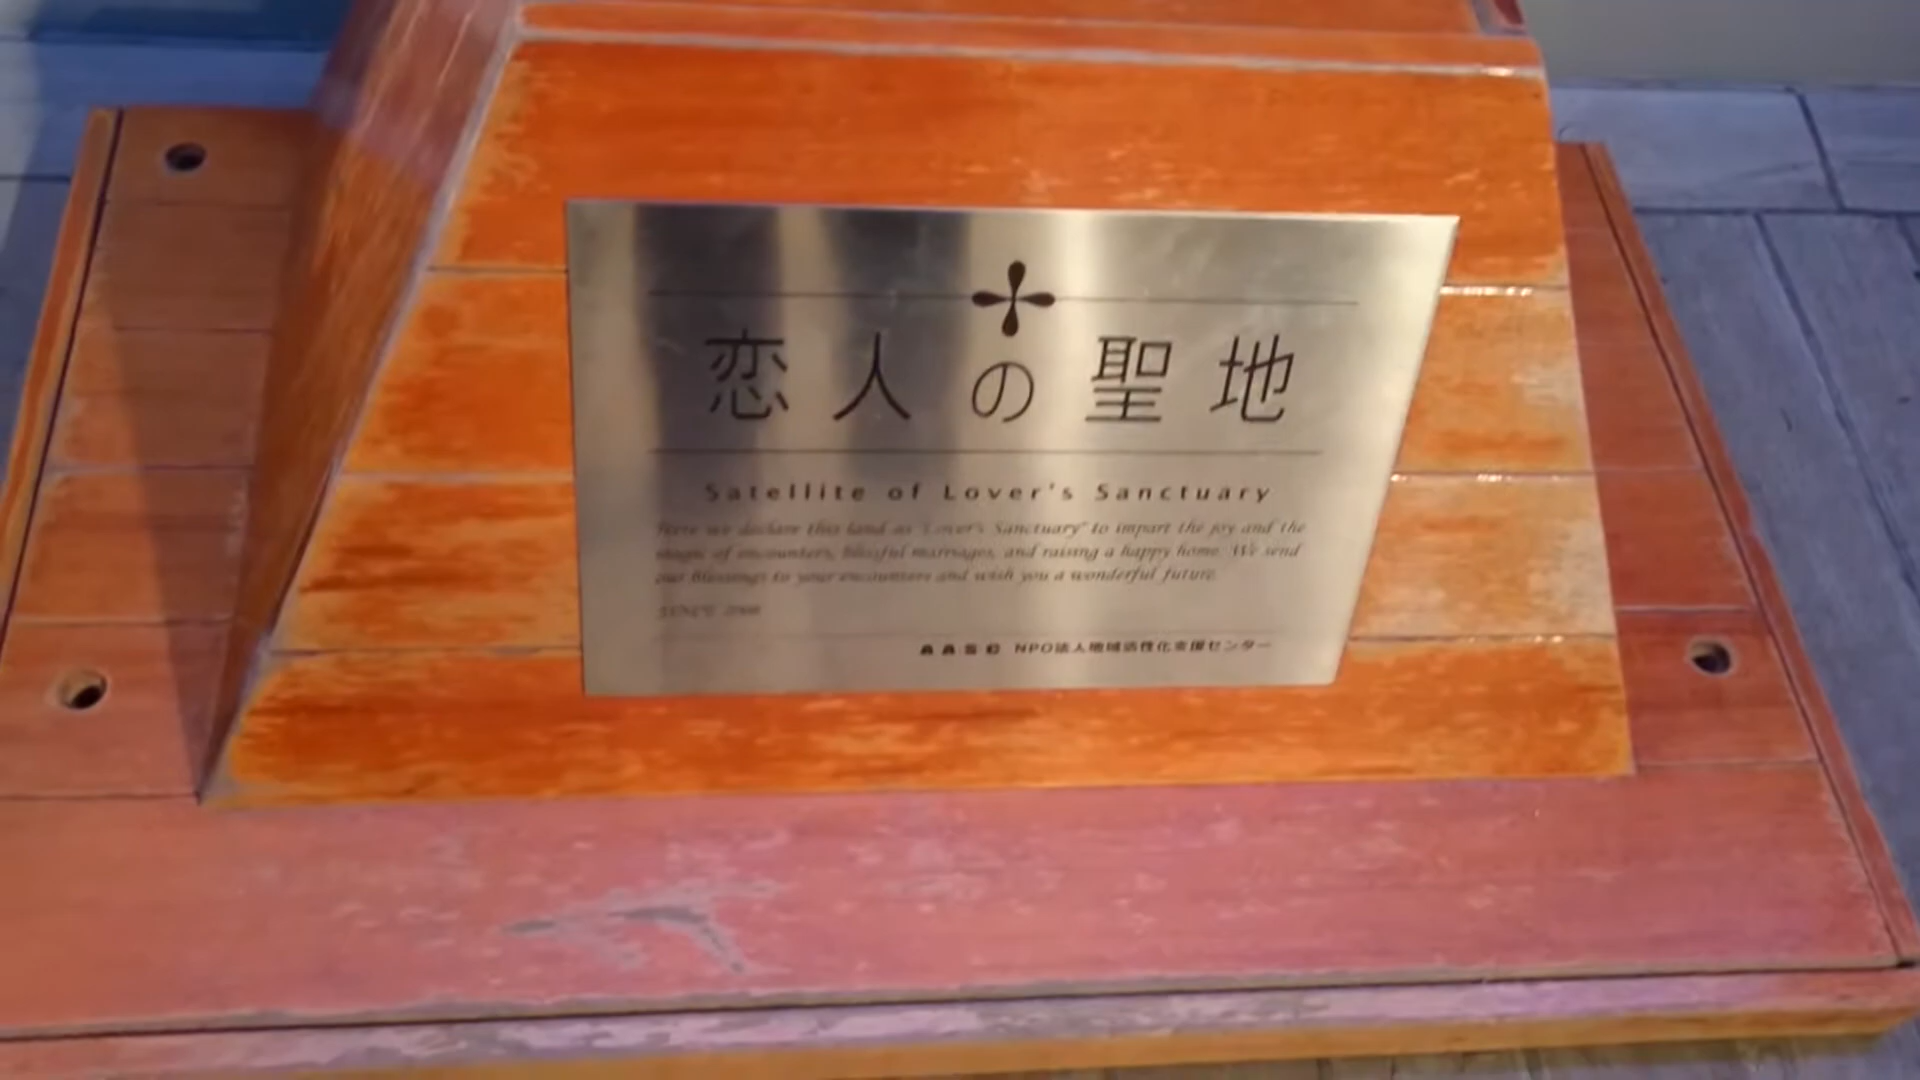 恋人の聖地
Satellite of Lover's Sanctuary
Here we declare this land as "Lover's Sanctuary" to impart the joy and the
magic of encounters, blissful marriages, and raising a happy home. We send
our blessings to your encounters and wish you a wonderful future.
SINCE
AASC NPO法人地域活性化支援センター